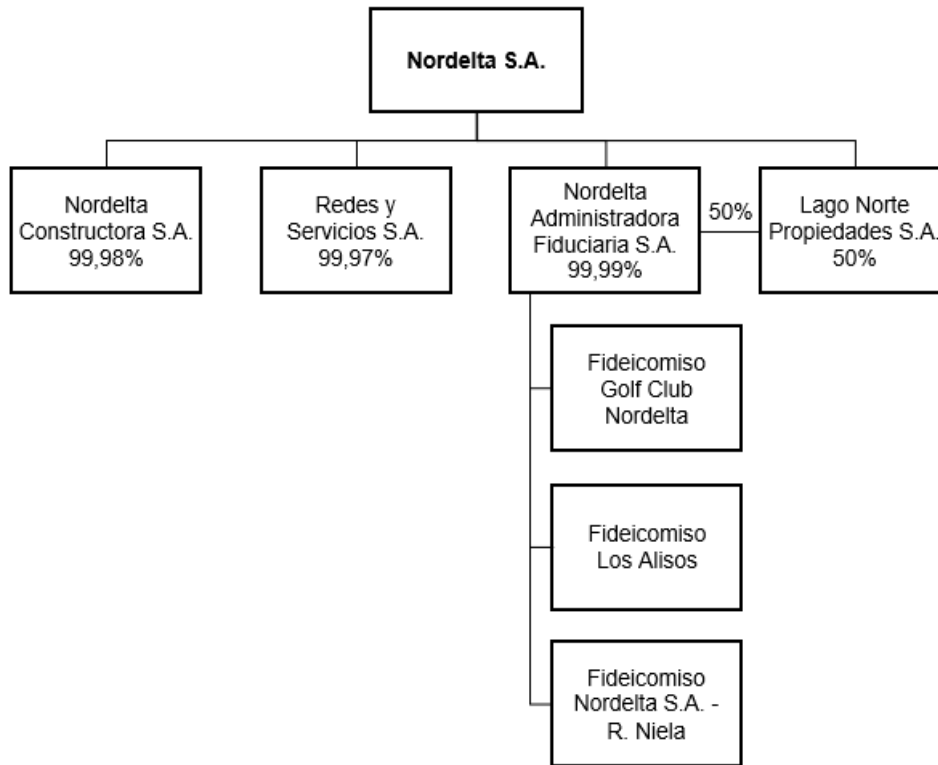 Nordelta S.A.
Nordelta
Constructora S.A.
99,98%
Redes y
Servicios S.A.
99,97%
Nordelta
Administradora
Fiduciaria S.A.
99,99%
50%
Lago Norte
Propiedades S.A.
50%
Fideicomiso
Golf Club
Nordelta
Fideicomiso
Los Alisos
Fideicomiso
Nordelta S.A. -
R. Niela